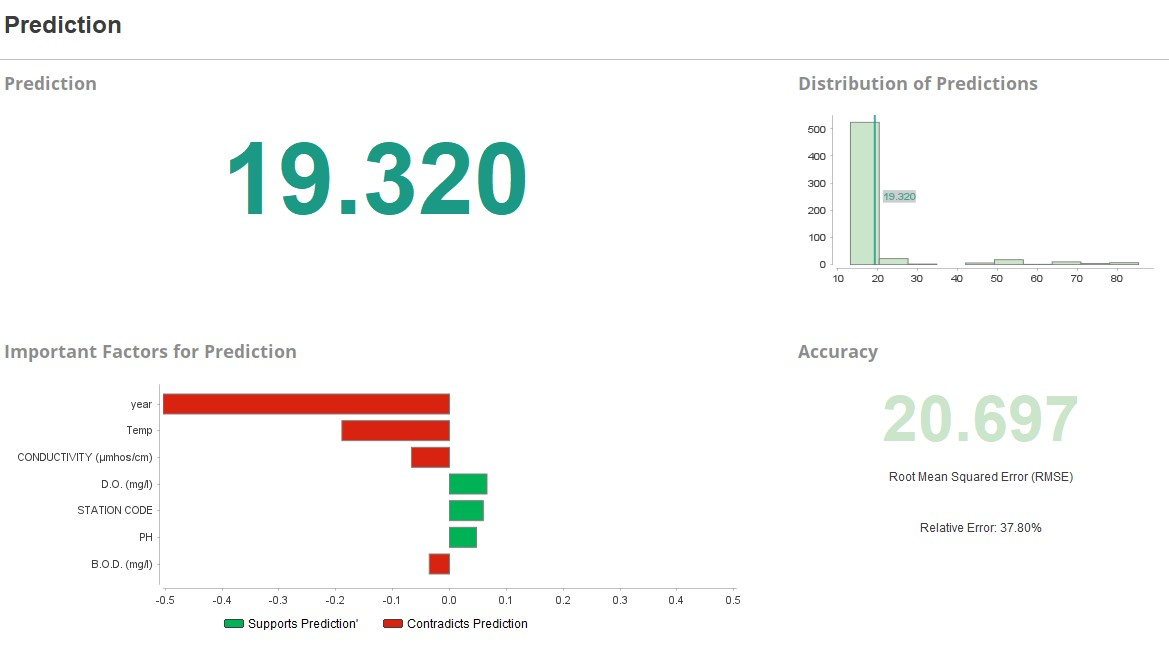 Prediction
Prediction
19.320
Distribution of Predictions
500
400
300
200
100
0
19.320
10 20 30 40 50 60 70 80
Important Factors for Prediction
year
Temp
CONDUCTIVITY (µmhos/cm)
D.O. (mg/l)
STATION CODE
PH
B.O.D. (mg/l)
-0.5 -0.4 -0.3 -0.2 -0.1 0.0 0.1 0.2 0.3 0.4 0.5
Supports Prediction' Contradicts Prediction
Accuracy
20.697
Root Mean Squared Error (RMSE)
Relative Error: 37.80%